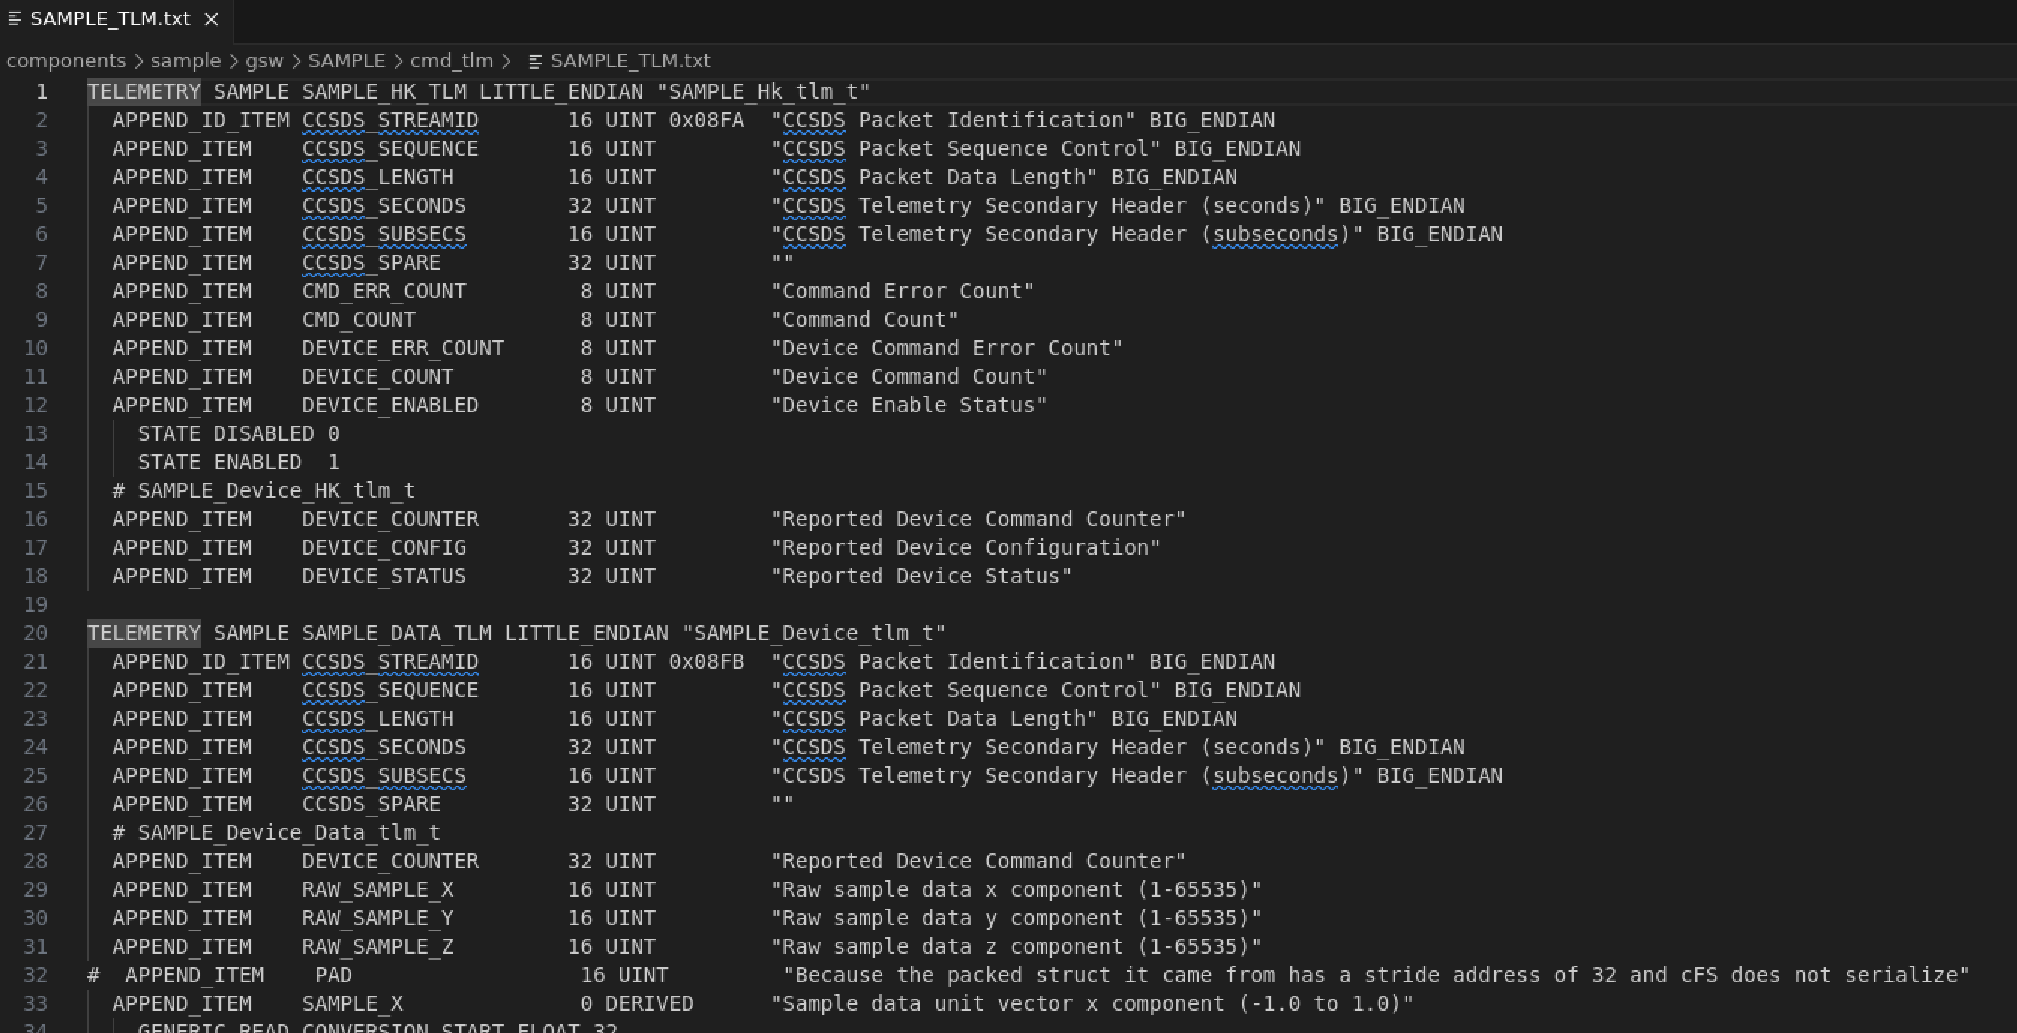 SAMPLE_TLM.txt ×
components > sample > gsw > SAMPLE > cmd_tlm > SAMPLE_TLM.txt
1 TELEMETRY SAMPLE SAMPLE_HK_TLM LITTLE_ENDIAN "SAMPLE_Hk_tlm_t"
2 APPEND_ID_ITEM CCSDS_STREAMID 16 UINT 0x08FA "CCSDS Packet Identification" BIG_ENDIAN
3 APPEND_ITEM CCSDS_SEQUENCE 16 UINT "CCSDS Packet Sequence Control" BIG_ENDIAN
4 APPEND_ITEM CCSDS_LENGTH 16 UINT "CCSDS Packet Data Length" BIG_ENDIAN
5 APPEND_ITEM CCSDS_SECONDS 32 UINT "CCSDS Telemetry Secondary Header (seconds)" BIG_ENDIAN
6 APPEND_ITEM CCSDS_SUBSECS 16 UINT "CCSDS Telemetry Secondary Header (subseconds)" BIG_ENDIAN
7 APPEND_ITEM CCSDS_SPARE 32 UINT ""
8 APPEND_ITEM CMD_ERR_COUNT 8 UINT "Command Error Count"
9 APPEND_ITEM CMD_COUNT 8 UINT "Command Count"
10 APPEND_ITEM DEVICE_ERR_COUNT 8 UINT "Device Command Error Count"
11 APPEND_ITEM DEVICE_COUNT 8 UINT "Device Command Count"
12 APPEND_ITEM DEVICE_ENABLED 8 UINT "Device Enable Status"
13 STATE DISABLED 0
14 STATE ENABLED 1
15 # SAMPLE_Device_HK_tlm_t
16 APPEND_ITEM DEVICE_COUNTER 32 UINT "Reported Device Command Counter"
17 APPEND_ITEM DEVICE_CONFIG 32 UINT "Reported Device Configuration"
18 APPEND_ITEM DEVICE_STATUS 32 UINT "Reported Device Status"
19
20 TELEMETRY SAMPLE SAMPLE_DATA_TLM LITTLE_ENDIAN "SAMPLE_Device_tlm_t"
21 APPEND_ID_ITEM CCSDS_STREAMID 16 UINT 0x08FB "CCSDS Packet Identification" BIG_ENDIAN
22 APPEND_ITEM CCSDS_SEQUENCE 16 UINT "CCSDS Packet Sequence Control" BIG_ENDIAN
23 APPEND_ITEM CCSDS_LENGTH 16 UINT "CCSDS Packet Data Length" BIG_ENDIAN
24 APPEND_ITEM CCSDS_SECONDS 32 UINT "CCSDS Telemetry Secondary Header (seconds)" BIG_ENDIAN
25 APPEND_ITEM CCSDS_SUBSECS 16 UINT "CCSDS Telemetry Secondary Header (subseconds)" BIG_ENDIAN
26 APPEND_ITEM CCSDS_SPARE 32 UINT ""
27 # SAMPLE_Device_Data_tlm_t
28 APPEND_ITEM DEVICE_COUNTER 32 UINT "Reported Device Command Counter"
29 APPEND_ITEM RAW_SAMPLE_X 16 UINT "Raw sample data x component (1-65535)"
30 APPEND_ITEM RAW_SAMPLE_Y 16 UINT "Raw sample data y component (1-65535)"
31 APPEND_ITEM RAW_SAMPLE_Z 16 UINT "Raw sample data z component (1-65535)"
32 # APPEND_ITEM PAD 16 UINT "Because the packed struct it came from has a stride address of 32 and cFS does not serialize"
33 APPEND_ITEM SAMPLE_X 0 DERIVED "Sample data unit vector x component (-1.0 to 1.0)"
34 GENERIC_READ_CONVERSION_START FLOAT 32